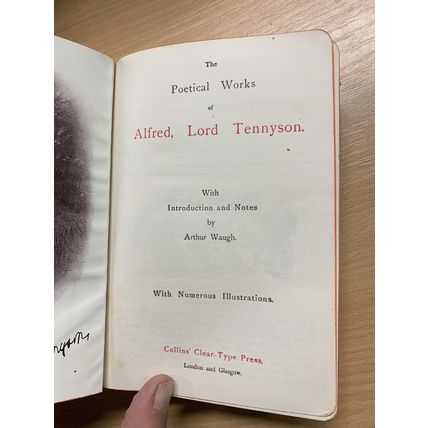 The
Poetical Works
of
Alfred, Lord Tennyson.
With
Introduction and Notes
by
Arthur Waugh.
With Numerous Illustrations.
Collins' Clear-Type Press,
London and Glasgow.